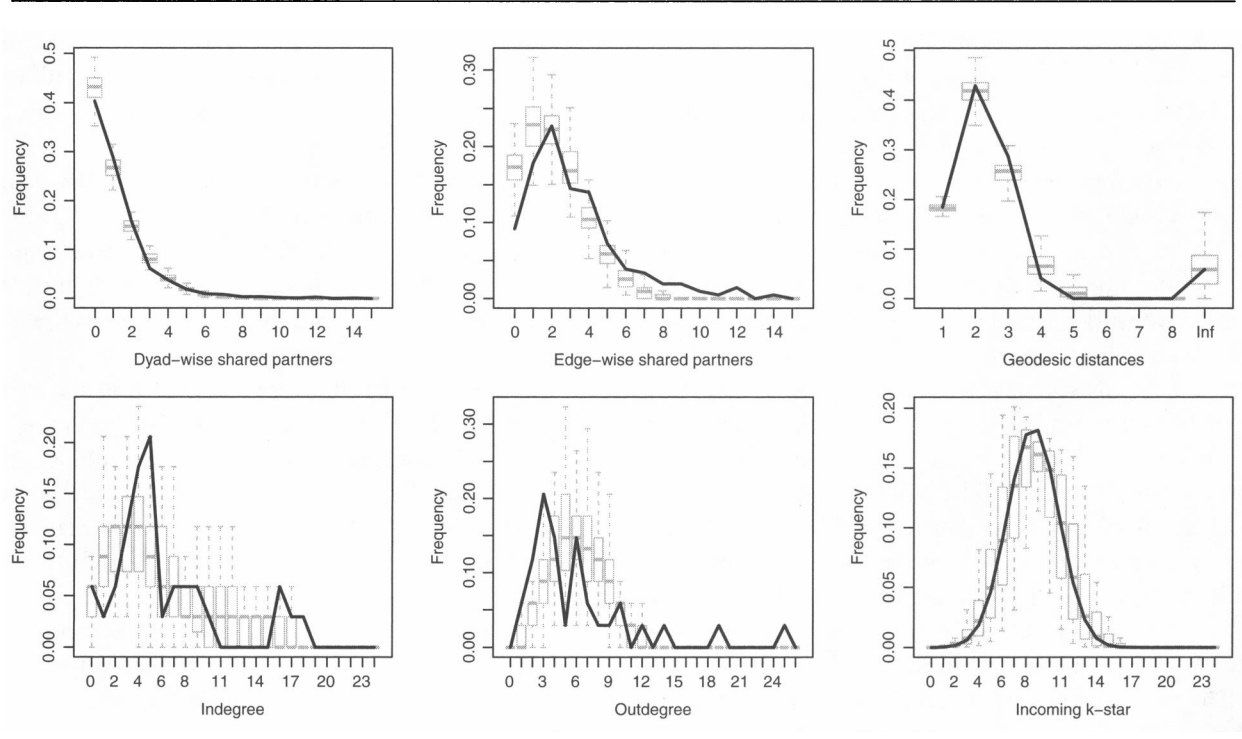 0.0 0.1 0.2 0.3 0.4 0.5
Frequency
0 2 4 6 8 10 12 14
Dyad–wise shared partners
0.00 0.10 0.20 0.30
Frequency
0 2 4 6 8 10 12 14
Edge–wise shared partners
0.0 0.1 0.2 0.3 0.4 0.5
Frequency
1 2 3 4 5 6 7 8 Inf
Geodesic distances
0.00 0.05 0.10 0.15 0.20
Frequency
0 2 4 6 8 11 14 17 20 23
Indegree
0.00 0.10 0.20 0.30
Frequency
0 3 6 9 12 15 18 21 24
Outdegree
0.00 0.05 0.10 0.15 0.20
Frequency
0 2 4 6 8 11 14 17 20 23
Incoming k–star